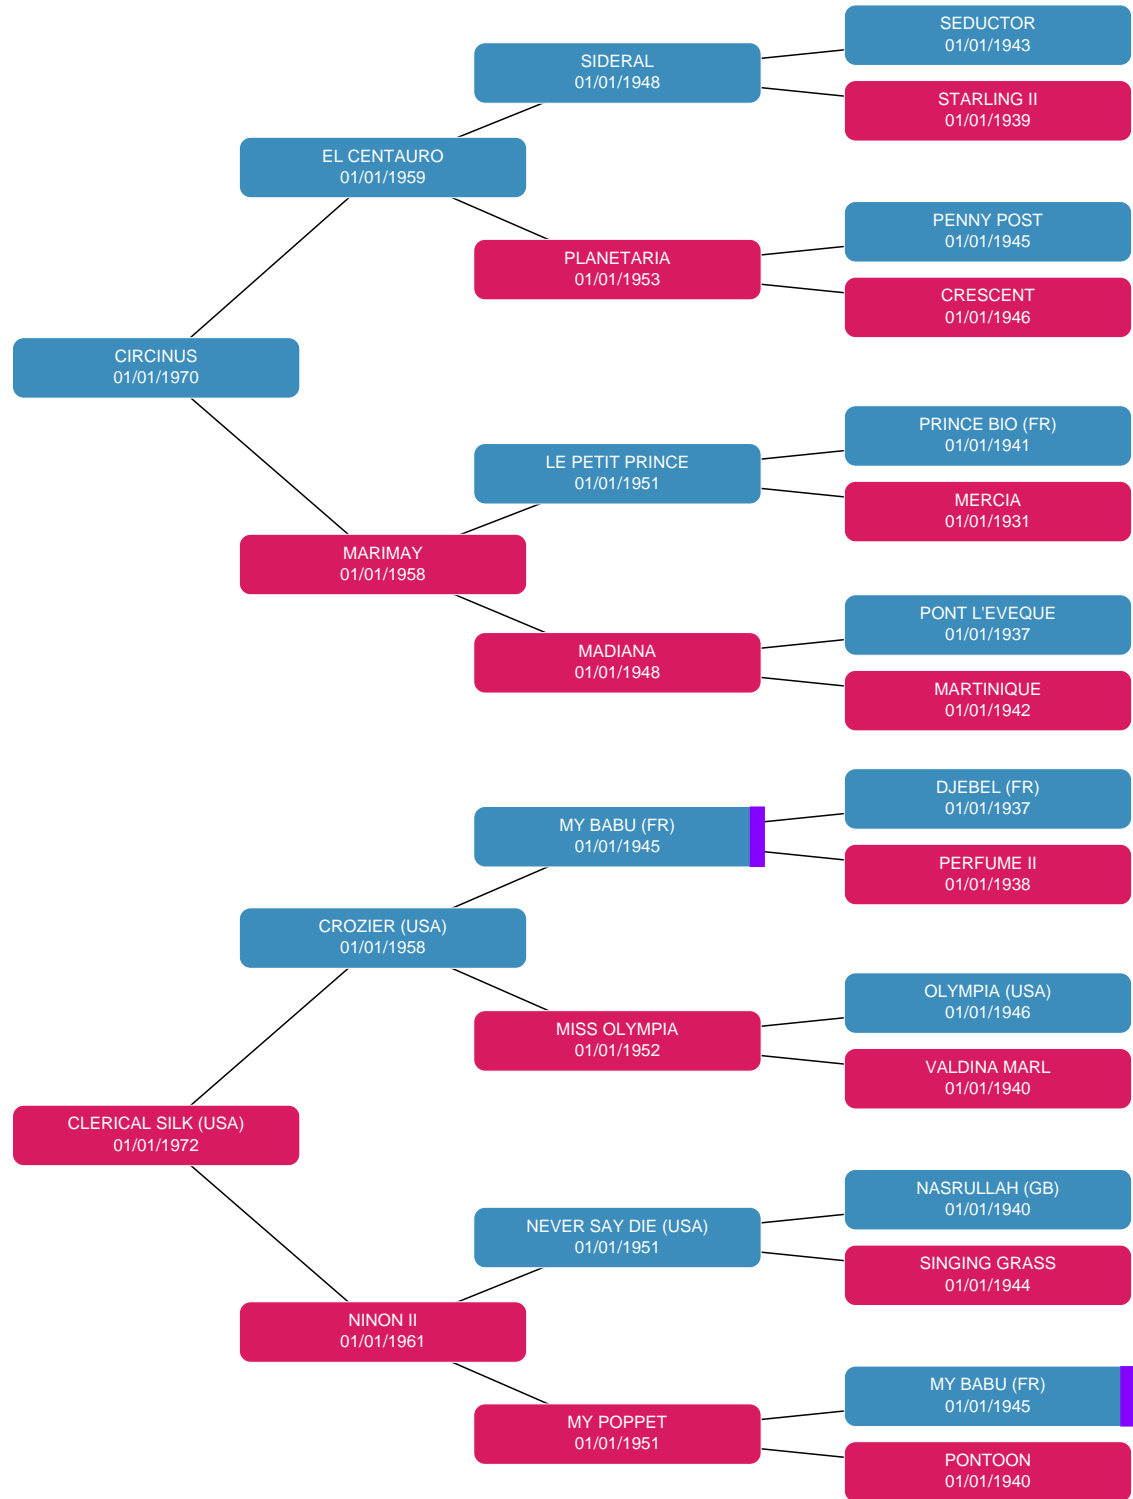 SEDUCTOR
01/01/1943
SIDERAL
01/01/1948
STARLING II
01/01/1939
EL CENTAURO
01/01/1959
PENNY POST
01/01/1945
PLANETARIA
01/01/1953
CRESCENT
01/01/1946
CIRCINUS
01/01/1970
PRINCE BIO (FR)
01/01/1941
LE PETIT PRINCE
01/01/1951
MERCIA
01/01/1931
MARIMAY
01/01/1958
PONT L'EVEQUE
01/01/1937
MADIANA
01/01/1948
MARTINIQUE
01/01/1942
DJEBEL (FR)
01/01/1937
MY BABU (FR)
01/01/1945
PERFUME II
01/01/1938
CROZIER (USA)
01/01/1958
OLYMPIA (USA)
01/01/1946
MISS OLYMPIA
01/01/1952
VALDINA MARL
01/01/1940
CLERICAL SILK (USA)
01/01/1972
NASRULLAH (GB)
01/01/1940
NEVER SAY DIE (USA)
01/01/1951
SINGING GRASS
01/01/1944
NINON II
01/01/1961
MY BABU (FR)
01/01/1945
MY POPPET
01/01/1951
PONTOON
01/01/1940